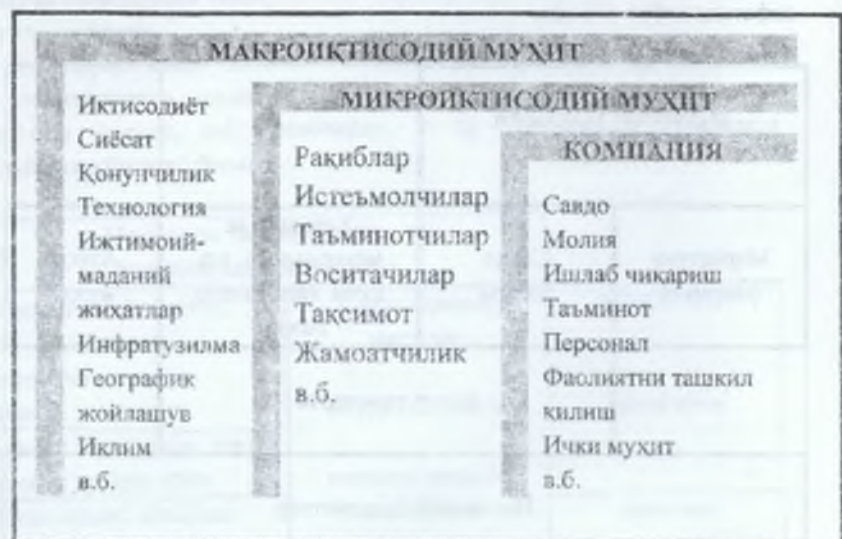 МАКРОИҚТИСОДИЙ МУҲИТ
Иқтисодиёт
Сиёсат
Қонунчилик
Технология
Ижтимоий-
маданий
жиҳатлар
Инфратузилма
Географик
жойлашув
Иқлим
в.б.
МИКРОИҚТИСОДИЙ МУҲИТ
Рақиблар
Истеъмолчилар
Таъминотчилар
Воситачилар
Тақсимот
Жамоатчилик
в.б.
КОМПАНИЯ
Савдо
Молия
Ишлаб чиқариш
Таъминот
Персонал
Фаолиятни ташкил
қилиш
Ички муҳит
в.б.